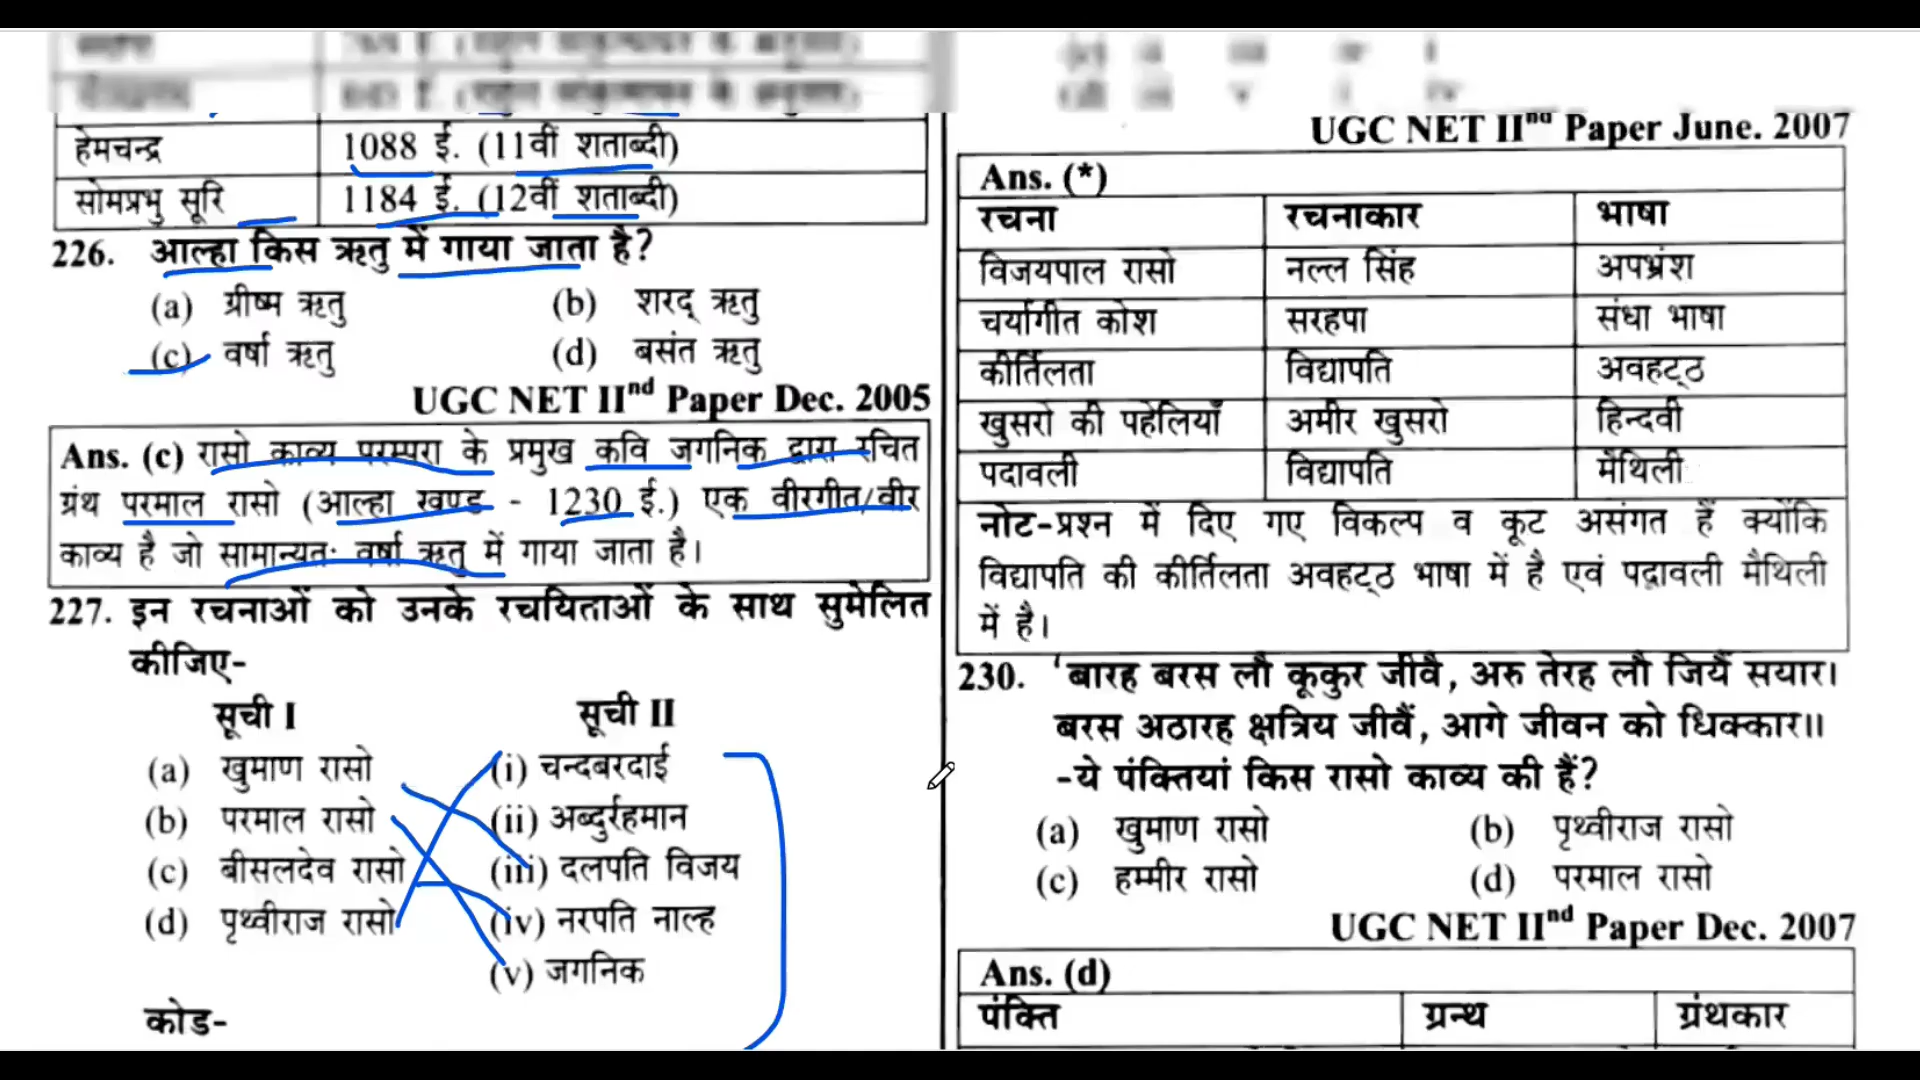 हेमचन्द्र 1088 ई. (11वीं शताब्दी)
सोमप्रभु सूरि 1184 ई. (12वीं शताब्दी)
226. आल्हा किस ऋतु में गाया जाता है?
(a) ग्रीष्म ऋतु (b) शरद् ऋतु
(c) वर्षा ऋतु (d) बसंत ऋतु
UGC NET IInd Paper Dec. 2005
Ans. (c) रासो काव्य परम्परा के प्रमुख कवि जगनिक द्वारा रचित
ग्रंथ परमाल रासो (आल्हा खण्ड - 1230 ई.) एक वीरगीत/वीर
काव्य है जो सामान्यतः वर्षा ऋतु में गाया जाता है।
227. इन रचनाओं को उनके रचयिताओं के साथ सुमेलित
कीजिए-
सूची I सूची II
(a) खुमाण रासो (i) चन्दबरदाई
(b) परमाल रासो (ii) अब्दुर्रहमान
(c) बीसलदेव रासो (iii) दलपति विजय
(d) पृथ्वीराज रासो (iv) नरपति नाल्ह
(v) जगनिक
कोड-
UGC NET IInd Paper June. 2007
Ans. (*)
रचना रचनाकार भाषा
विजयपाल रासो नल्ल सिंह अपभ्रंश
चर्यागीत कोश सरहपा संधा भाषा
कीर्तिलता विद्यापति अवहट्ठ
खुसरो की पहेलियाँ अमीर खुसरो हिन्दवी
पदावली विद्यापति मैथिली
नोट-प्रश्न में दिए गए विकल्प व कूट असंगत हैं क्योंकि
विद्यापति की कीर्तिलता अवहट्ठ भाषा में है एवं पद्रावली मैथिली
में है।
230. 'बारह बरस लौ कूकुर जीवै, अरु तेरह लौ जियैं सयार।
बरस अठारह क्षत्रिय जीवैं, आगे जीवन को धिक्कार॥
-ये पंक्तियां किस रासो काव्य की हैं?
(a) खुमाण रासो (b) पृथ्वीराज रासो
(c) हम्मीर रासो (d) परमाल रासो
UGC NET IInd Paper Dec. 2007
Ans. (d)
पंक्ति ग्रन्थ ग्रंथकार